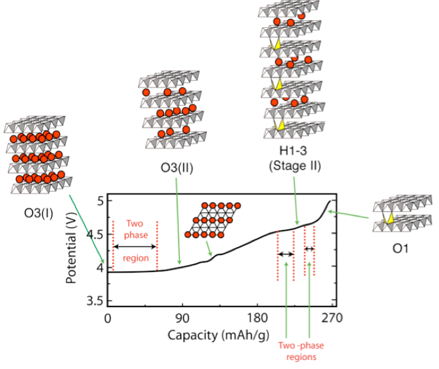 H1-3
(Stage II)
O3(II)
O3(I)
O1
Potential (V)
5
4.5
4
3.5
Two
phase
region
0
90
180
270
Capacity (mAh/g)
Two -phase
regions